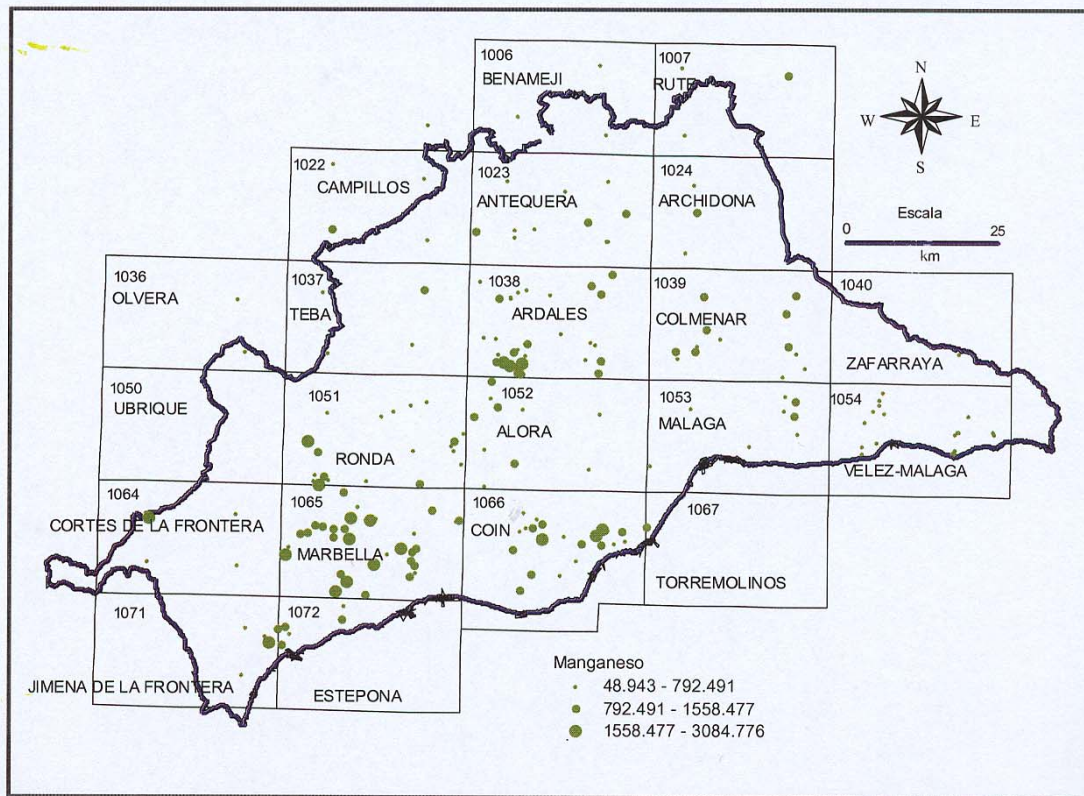 1006
BENAMEJI
1007
RUTE
N
W
E
S
Escala
0
25
km
1022
CAMPILLOS
1023
ANTEQUERA
1024
ARCHIDONA
1036
OLVERA
1037
TEBA
1038
ARDALES
1039
COLMENAR
1040
ZAFARRAYA
1050
UBRIQUE
1051
RONDA
1052
ALORA
1053
MALAGA
1054
VELEZ-MALAGA
1064
CORTES DE LA FRONTERA
1065
MARBELLA
1066
COIN
1067
TORREMOLINOS
1071
JIMENA DE LA FRONTERA
1072
ESTEPONA
Manganeso
48.943 - 792.491
792.491 - 1558.477
1558.477 - 3084.776